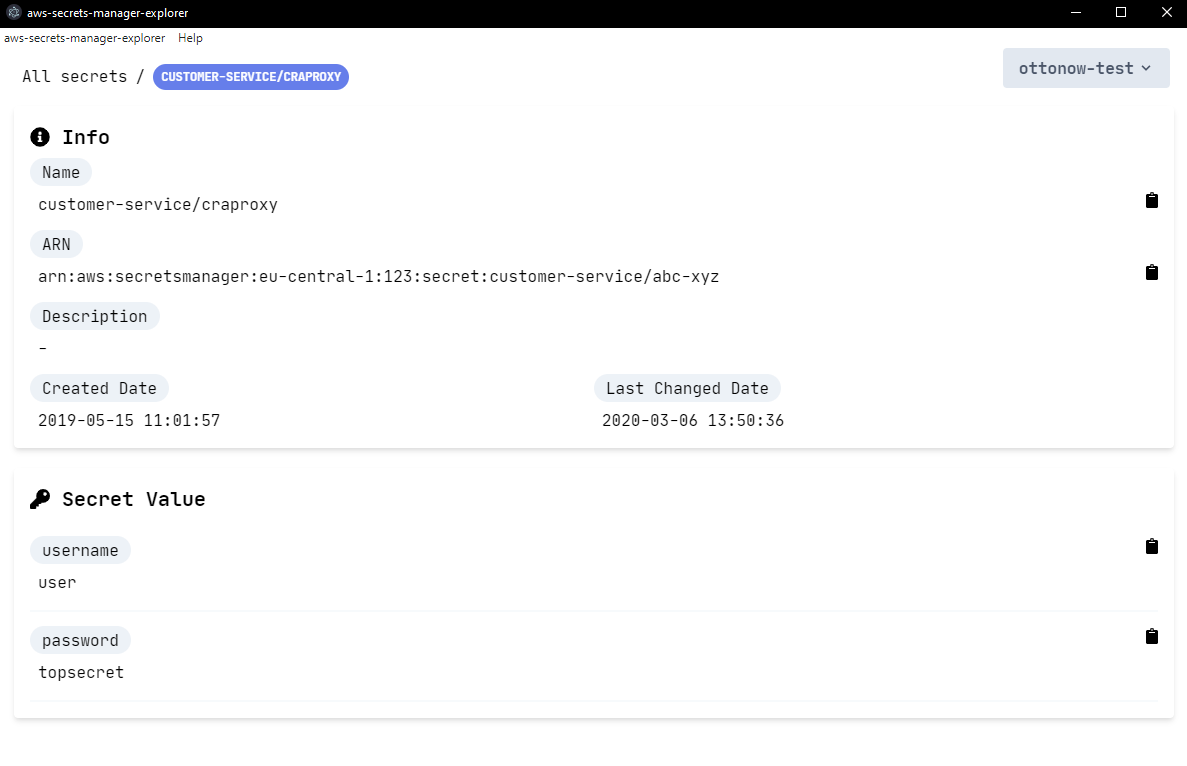 aws-secrets-manager-explorer
aws-secrets-manager-explorer Help
All secrets / CUSTOMER-SERVICE/CRAPROXY
ottonow-test
Info
Name
customer-service/craproxy
ARN
arn:aws:secretsmanager:eu-central-1:123:secret:customer-service/abc-xyz
Description
-
Created Date Last Changed Date
2019-05-15 11:01:57 2020-03-06 13:50:36
Secret Value
username
user
password
topsecret